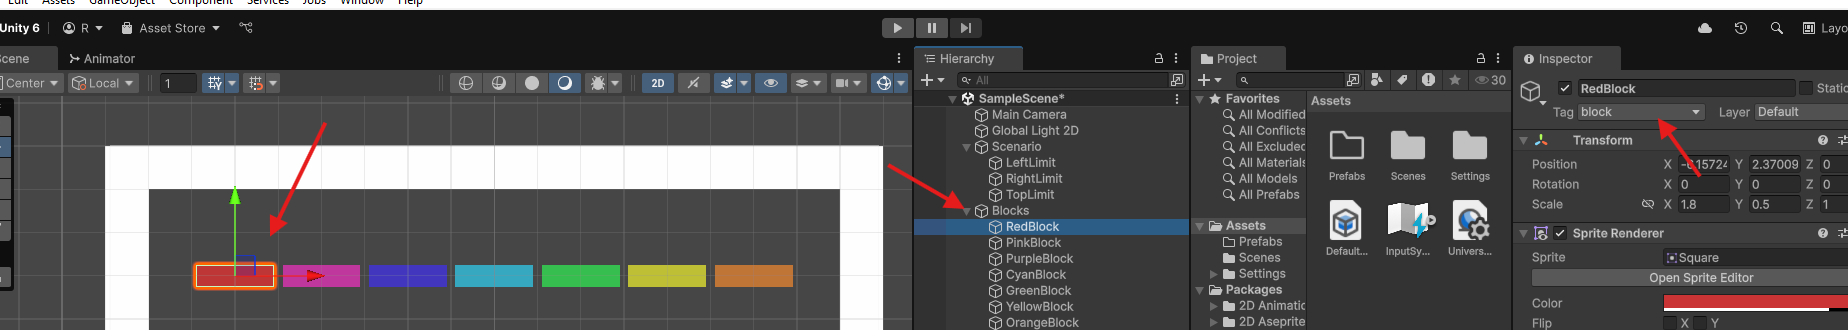 Edit Assets GameObject Component Services Jobs Window Help
Unity 6 R Asset Store Layo
Scene Animator
Center Local 1 2D
Hierarchy
All
SampleScene*
Main Camera
Global Light 2D
Scenario
LeftLimit
RightLimit
TopLimit
Blocks
RedBlock
PinkBlock
PurpleBlock
CyanBlock
GreenBlock
YellowBlock
OrangeBlock
Project
30
Favorites
All Modified
All Conflicts
All Exclude
All Materials
All Models
All Prefabs
Assets
Prefabs
Scenes
Settings
Packages
2D Animatic
2D Aseprite
Assets
Prefabs Scenes Settings
Default... InputSy... Univers...
Inspector
RedBlock Static
Tag block Layer Default
Transform
Position X Y 2.37009 Z 0
Rotation X 0 Y 0 Z 0
Scale X 1.8 Y 0.5 Z 1
Sprite Renderer
Sprite Square
Open Sprite Editor
Color
Flip X Y